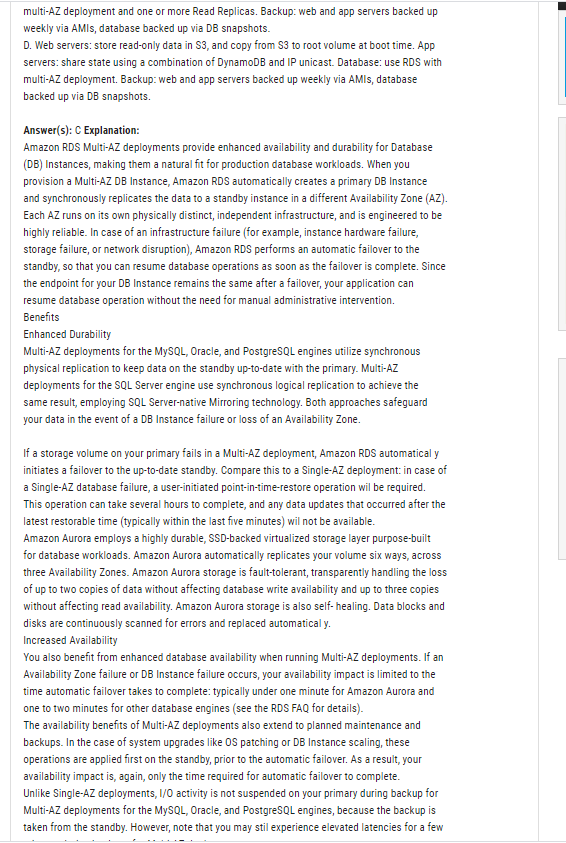 multi-AZ deployment and one or more Read Replicas. Backup: web and app servers backed up
weekly via AMIs, database backed up via DB snapshots.
D. Web servers: store read-only data in S3, and copy from S3 to root volume at boot time. App
servers: share state using a combination of DynamoDB and IP unicast. Database: use RDS with
multi-AZ deployment. Backup: web and app servers backed up weekly via AMIs, database
backed up via DB snapshots.
Answer(s): C Explanation:
Amazon RDS Multi-AZ deployments provide enhanced availability and durability for Database
(DB) Instances, making them a natural fit for production database workloads. When you
provision a Multi-AZ DB Instance, Amazon RDS automatically creates a primary DB Instance
and synchronously replicates the data to a standby instance in a different Availability Zone (AZ).
Each AZ runs on its own physically distinct, independent infrastructure, and is engineered to be
highly reliable. In case of an infrastructure failure (for example, instance hardware failure,
storage failure, or network disruption), Amazon RDS performs an automatic failover to the
standby, so that you can resume database operations as soon as the failover is complete. Since
the endpoint for your DB Instance remains the same after a failover, your application can
resume database operation without the need for manual administrative intervention.
Benefits
Enhanced Durability
Multi-AZ deployments for the MySQL, Oracle, and PostgreSQL engines utilize synchronous
physical replication to keep data on the standby up-to-date with the primary. Multi-AZ
deployments for the SQL Server engine use synchronous logical replication to achieve the
same result, employing SQL Server-native Mirroring technology. Both approaches safeguard
your data in the event of a DB Instance failure or loss of an Availability Zone.
If a storage volume on your primary fails in a Multi-AZ deployment, Amazon RDS automatical y
initiates a failover to the up-to-date standby. Compare this to a Single-AZ deployment: in case of
a Single-AZ database failure, a user-initiated point-in-time-restore operation wil be required.
This operation can take several hours to complete, and any data updates that occurred after the
latest restorable time (typically within the last five minutes) wil not be available.
Amazon Aurora employs a highly durable, SSD-backed virtualized storage layer purpose-built
for database workloads. Amazon Aurora automatically replicates your volume six ways, across
three Availability Zones. Amazon Aurora storage is fault-tolerant, transparently handling the loss
of up to two copies of data without affecting database write availability and up to three copies
without affecting read availability. Amazon Aurora storage is also self- healing. Data blocks and
disks are continuously scanned for errors and replaced automatical y.
Increased Availability
You also benefit from enhanced database availability when running Multi-AZ deployments. If an
Availability Zone failure or DB Instance failure occurs, your availability impact is limited to the
time automatic failover takes to complete: typically under one minute for Amazon Aurora and
one to two minutes for other database engines (see the RDS FAQ for details).
The availability benefits of Multi-AZ deployments also extend to planned maintenance and
backups. In the case of system upgrades like OS patching or DB Instance scaling, these
operations are applied first on the standby, prior to the automatic failover. As a result, your
availability impact is, again, only the time required for automatic failover to complete.
Unlike Single-AZ deployments, I/O activity is not suspended on your primary during backup for
Multi-AZ deployments for the MySQL, Oracle, and PostgreSQL engines, because the backup is
taken from the standby. However, note that you may stil experience elevated latencies for a few